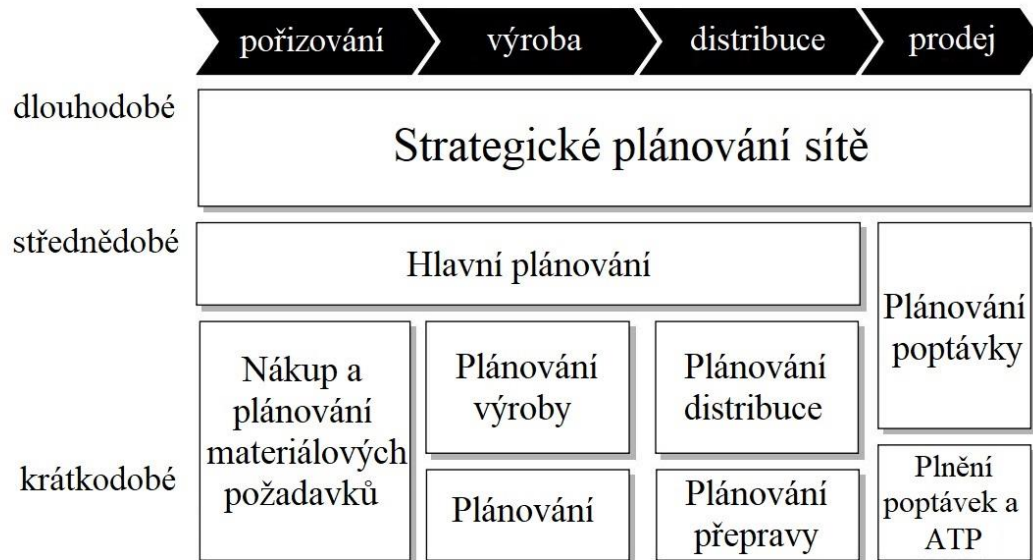 pořizování
výroba
distribuce
prodej
dlouhodobé
Strategické plánování sítě
střednědobé
Hlavní plánování
Plánování
poptávky
Nákup a
plánování
materiálových
požadavků
Plánování
výroby
Plánování
distribuce
krátkodobé
Plánování
Plánování
přepravy
Plnění
poptávek a
ATP